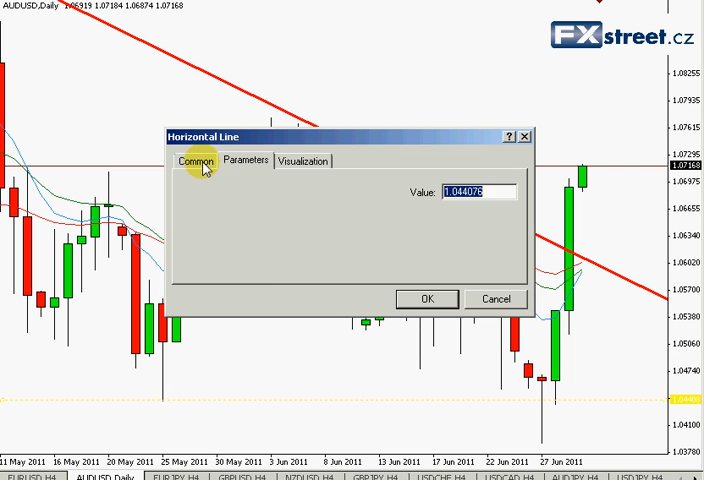 AUDUSD,Daily 1.06919 1.07184 1.06874 1.07168
FXstreet.cz
1.08255
1.07935
1.07615
1.07295
1.07168
1.06975
1.06655
1.06340
1.06020
1.05700
1.05380
1.05060
1.04740
1.04100
1.03780
Horizontal Line
Common Parameters Visualization
Value: 1.044076
OK Cancel
11 May 2011 16 May 2011 20 May 2011 25 May 2011 30 May 2011 3 Jun 2011 8 Jun 2011 13 Jun 2011 17 Jun 2011 22 Jun 2011 27 Jun 2011
EURUSD,H4 AUDUSD,Daily EURJPY,H4 GBPUSD,H4 NZDUSD,H4 GBPJPY,H4 USDCHF,H4 USDCAD,H4 AUDJPY,H4 USDJPY,H4